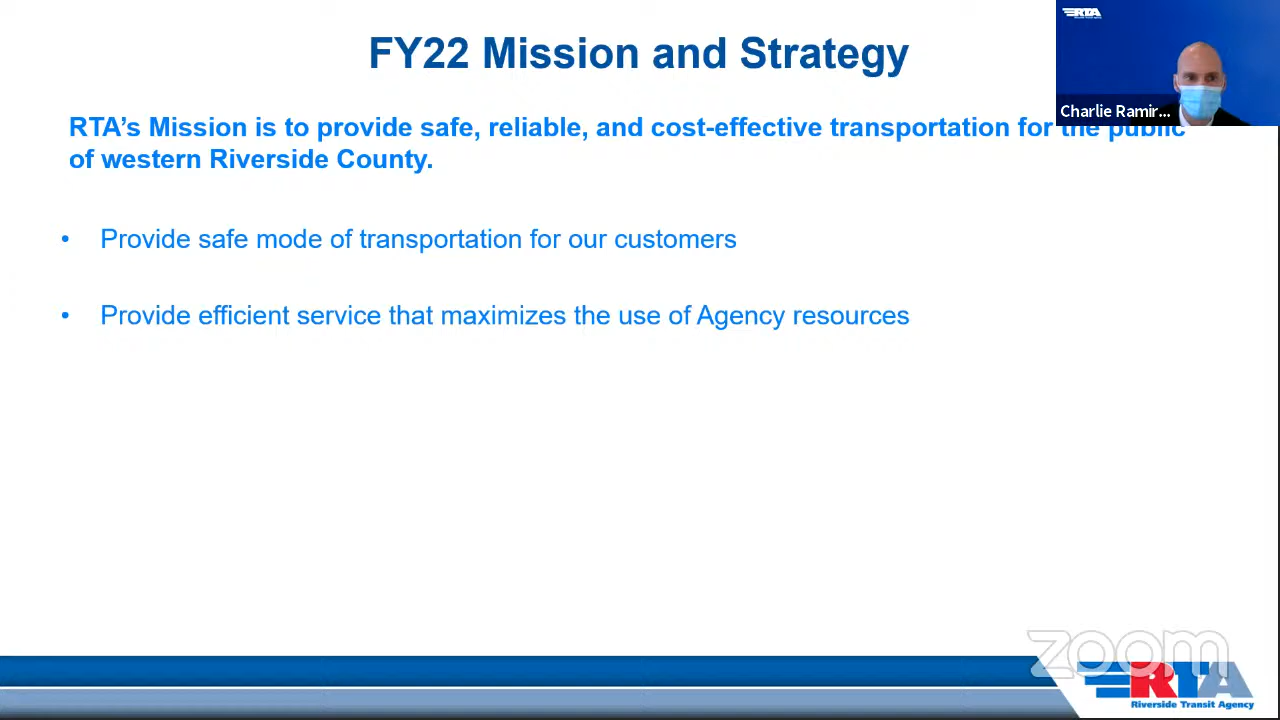 FY22 Mission and Strategy
RTA
Charlie Ramir...
RTA's Mission is to provide safe, reliable, and cost-effective transportation for the public
of western Riverside County.
• Provide safe mode of transportation for our customers
• Provide efficient service that maximizes the use of Agency resources
zoom
RTA
Riverside Transit Agency